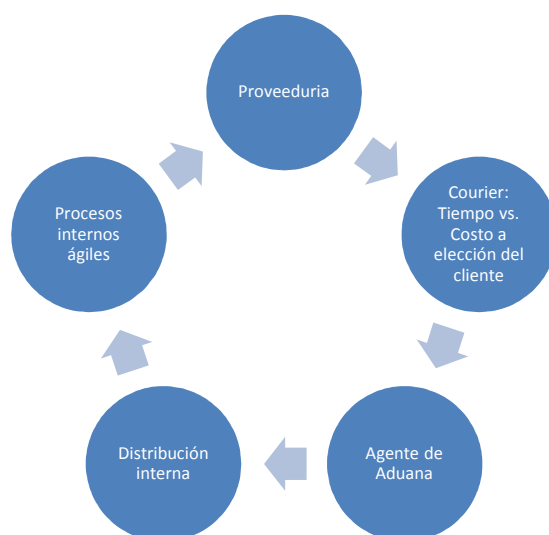 Proveeduria
Courier:
Tiempo vs.
Costo a
elección del
cliente
Agente de
Aduana
Distribución
interna
Procesos
internos
ágiles